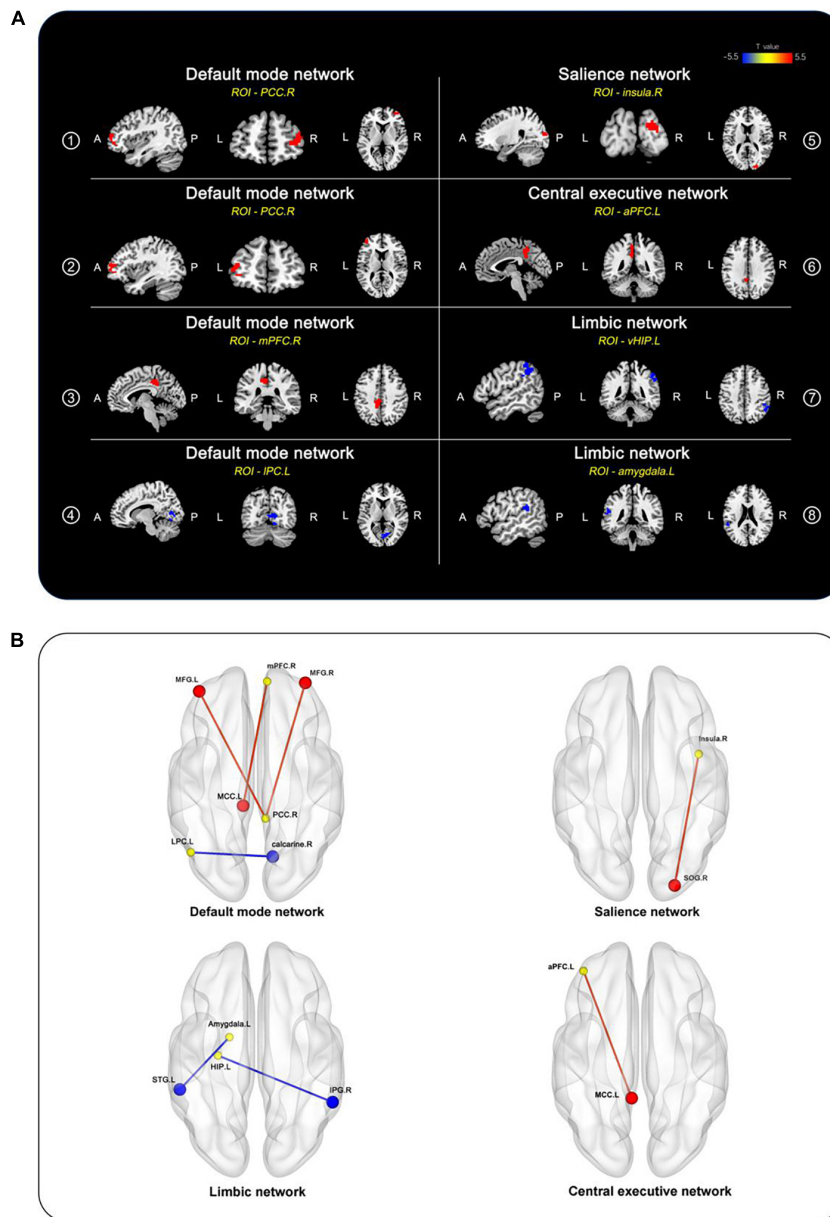 A
T value
-5.5 5.5
Default mode network
ROI - PCC.R
1 A P L R L R
Salience network
ROI - insula.R
A P L R L R 5
Default mode network
ROI - PCC.R
2 A P L R L R
Central executive network
ROI - aPFC.L
A P L R L R 6
Default mode network
ROI - mPFC.R
3 A P L R L R
Limbic network
ROI - vHIP.L
A P L R L R 7
Default mode network
ROI - lPC.L
4 A P L R L R
Limbic network
ROI - amygdala.L
A P L R L R 8
B
mPFC.R
MFG.L MFG.R
MCC.L
PCC.R
LPC.L calcarine.R
Default mode network
Insula.R
SOG.R
Salience network
Amygdala.L
HIP.L
STG.L IPG.R
Limbic network
aPFC.L
MCC.L
Central executive network